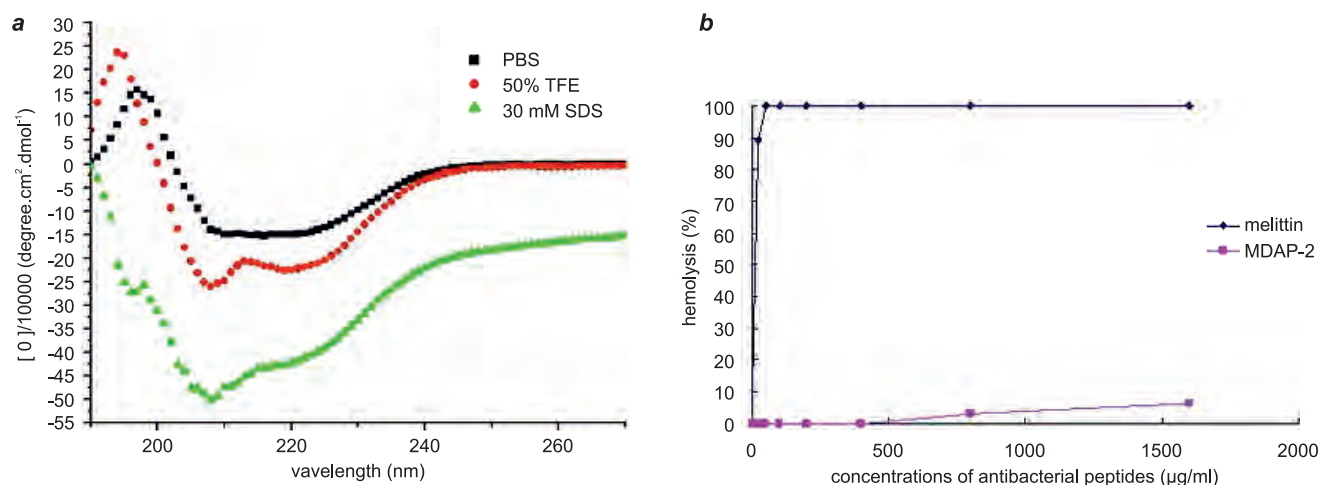 a
30
25
20
15
10
5
0
-5
-10
-15
-20
-25
-30
-35
-40
-45
-50
-55
[ 0 ]/10000 (degree.cm².dmol⁻¹)
PBS
50% TFE
30 mM SDS
200 220 240 260
vavelength (nm)
b
100
90
80
70
60
50
40
30
20
10
0
hemolysis (%)
melittin
MDAP-2
0 500 1000 1500 2000
concentrations of antibacterial peptides (µg/ml)